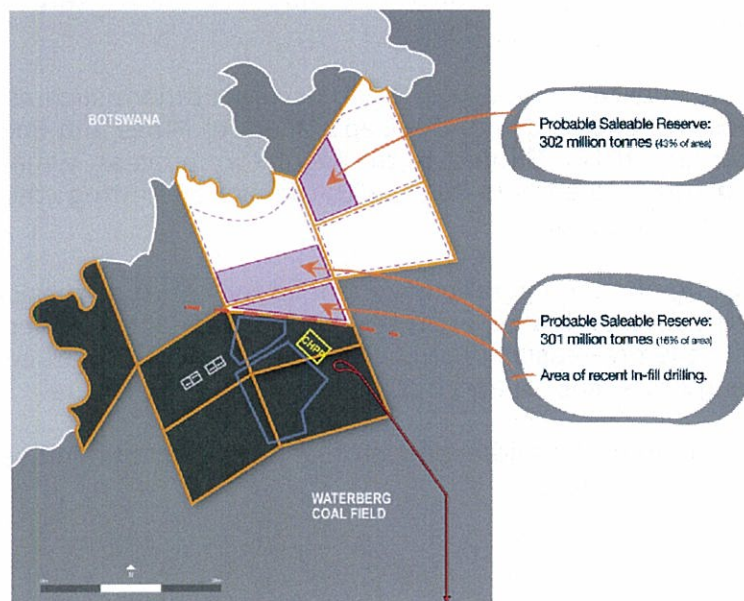 BOTSWANA
Probable Saleable Reserve:
302 million tonnes (43% of area)
Probable Saleable Reserve:
301 million tonnes (16% of area)
Area of recent In-fill drilling.
CHPP
WATERBERG
COAL FIELD
N